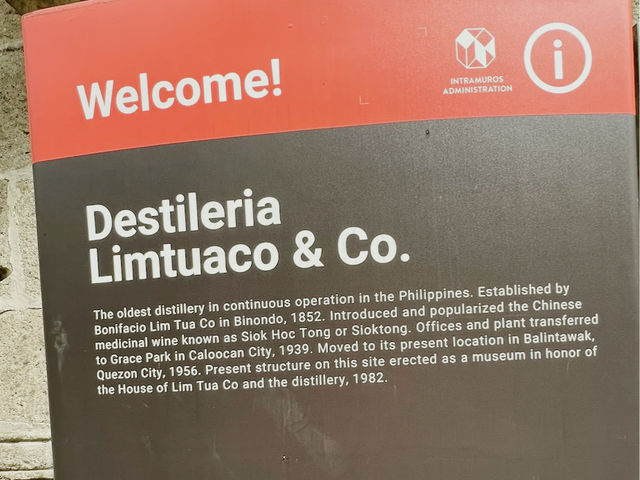 Welcome!
INTRAMUROS
ADMINISTRATION
i
Destileria
Limtuaco & Co.
The oldest distillery in continuous operation in the Philippines. Established by
Bonifacio Lim Tua Co in Binondo, 1852. Introduced and popularized the Chinese
medicinal wine known as Siok Hoc Tong or Sioktong. Offices and plant transferred
to Grace Park in Caloocan City, 1939. Moved to its present location in Balintawak,
Quezon City, 1956. Present structure on this site erected as a museum in honor of
the House of Lim Tua Co and the distillery, 1982.